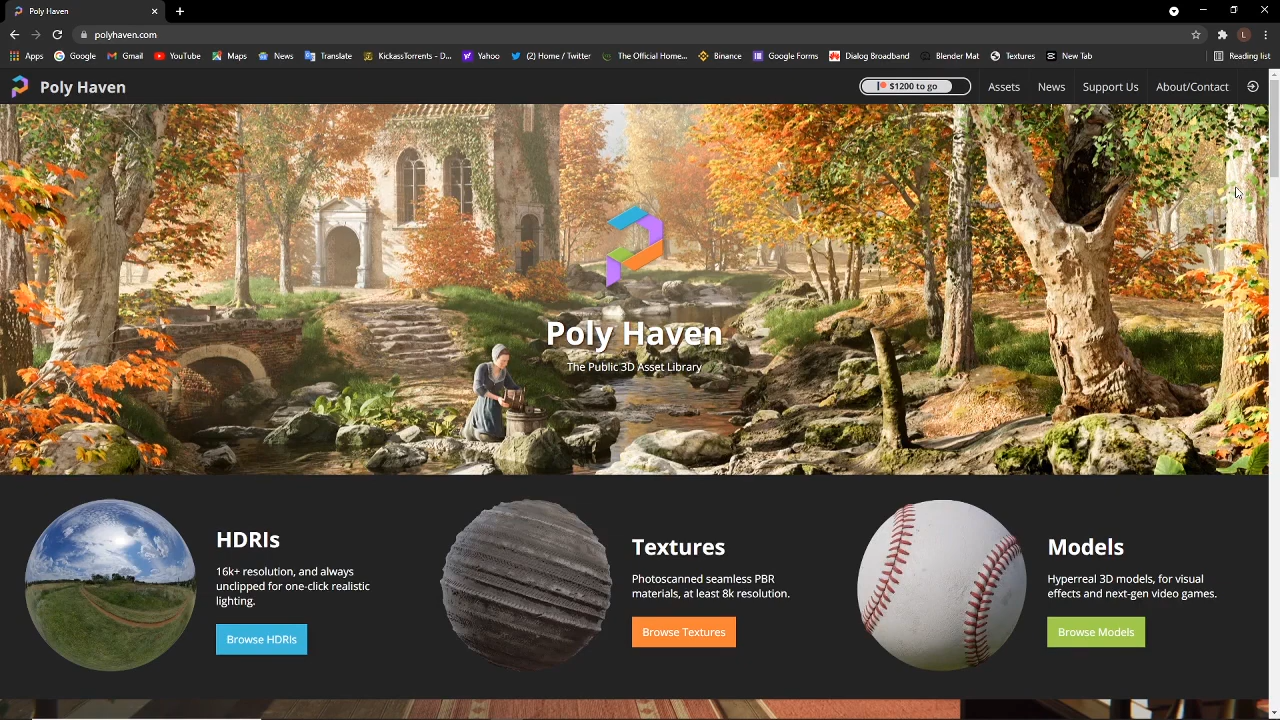 Poly Haven
polyhaven.com
L
Apps
Google
Gmail
YouTube
Maps
News
Translate
KickassTorrents - D...
Yahoo
(2) Home / Twitter
The Official Home...
Binance
Google Forms
Dialog Broadband
Blender Mat
Textures
New Tab
Reading list
Poly Haven
$1200 to go
Assets
News
Support Us
About/Contact
Poly Haven
The Public 3D Asset Library
HDRIs
16k+ resolution, and always
unclipped for one-click realistic
lighting.
Browse HDRIs
Textures
Photoscanned seamless PBR
materials, at least 8k resolution.
Browse Textures
Models
Hyperreal 3D models, for visual
effects and next-gen video games.
Browse Models